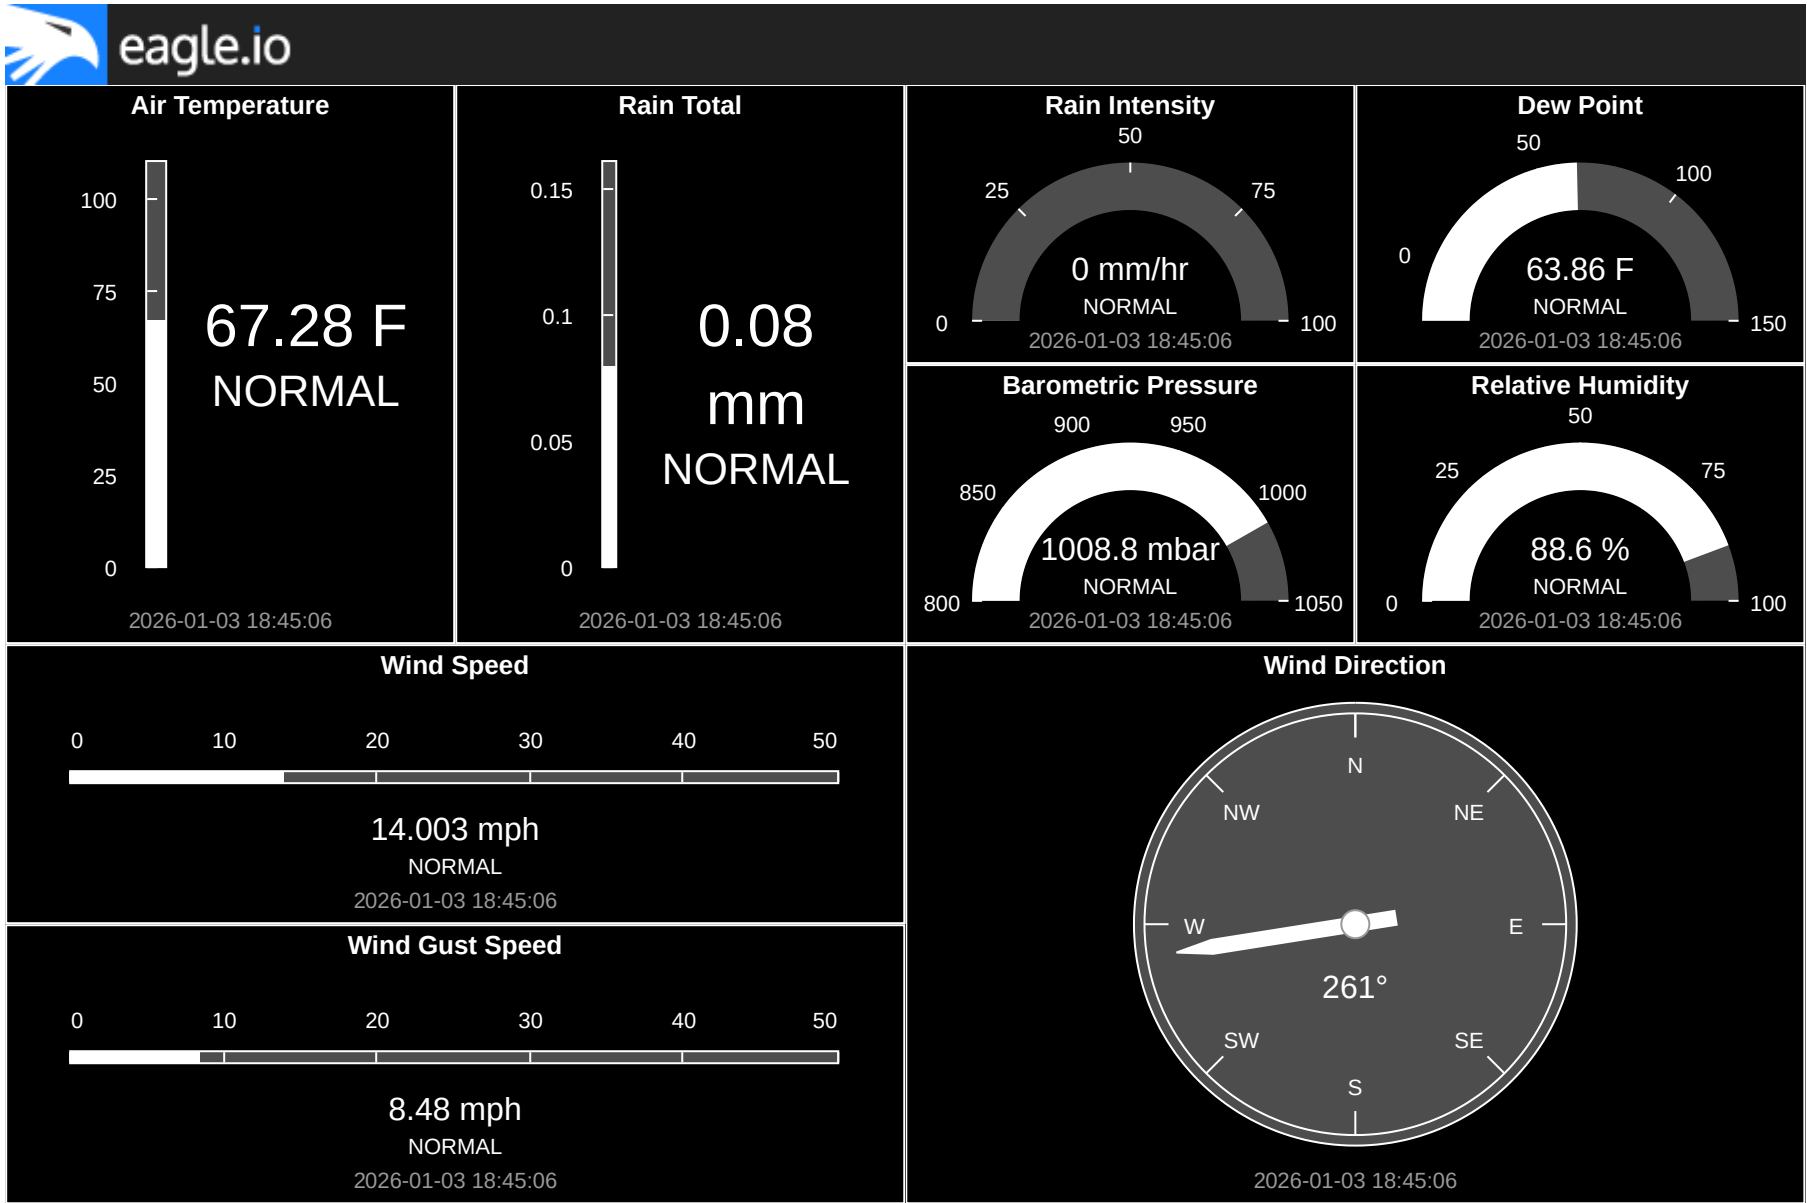 eagle.io
Air Temperature
100
75
50
25
0
67.28 F
NORMAL
2026-01-03 18:45:06
Rain Total
0.15
0.1
0.05
0
0.08
mm
NORMAL
2026-01-03 18:45:06
Rain Intensity
0
25
50
75
100
0 mm/hr
NORMAL
2026-01-03 18:45:06
Dew Point
0
50
100
150
63.86 F
NORMAL
2026-01-03 18:45:06
Barometric Pressure
800
850
900
950
1000
1050
1008.8 mbar
NORMAL
2026-01-03 18:45:06
Relative Humidity
0
25
50
75
100
88.6 %
NORMAL
2026-01-03 18:45:06
Wind Speed
0 10 20 30 40 50
14.003 mph
NORMAL
2026-01-03 18:45:06
Wind Gust Speed
0 10 20 30 40 50
8.48 mph
NORMAL
2026-01-03 18:45:06
Wind Direction
N
NW NE
W E
261°
SW SE
S
2026-01-03 18:45:06